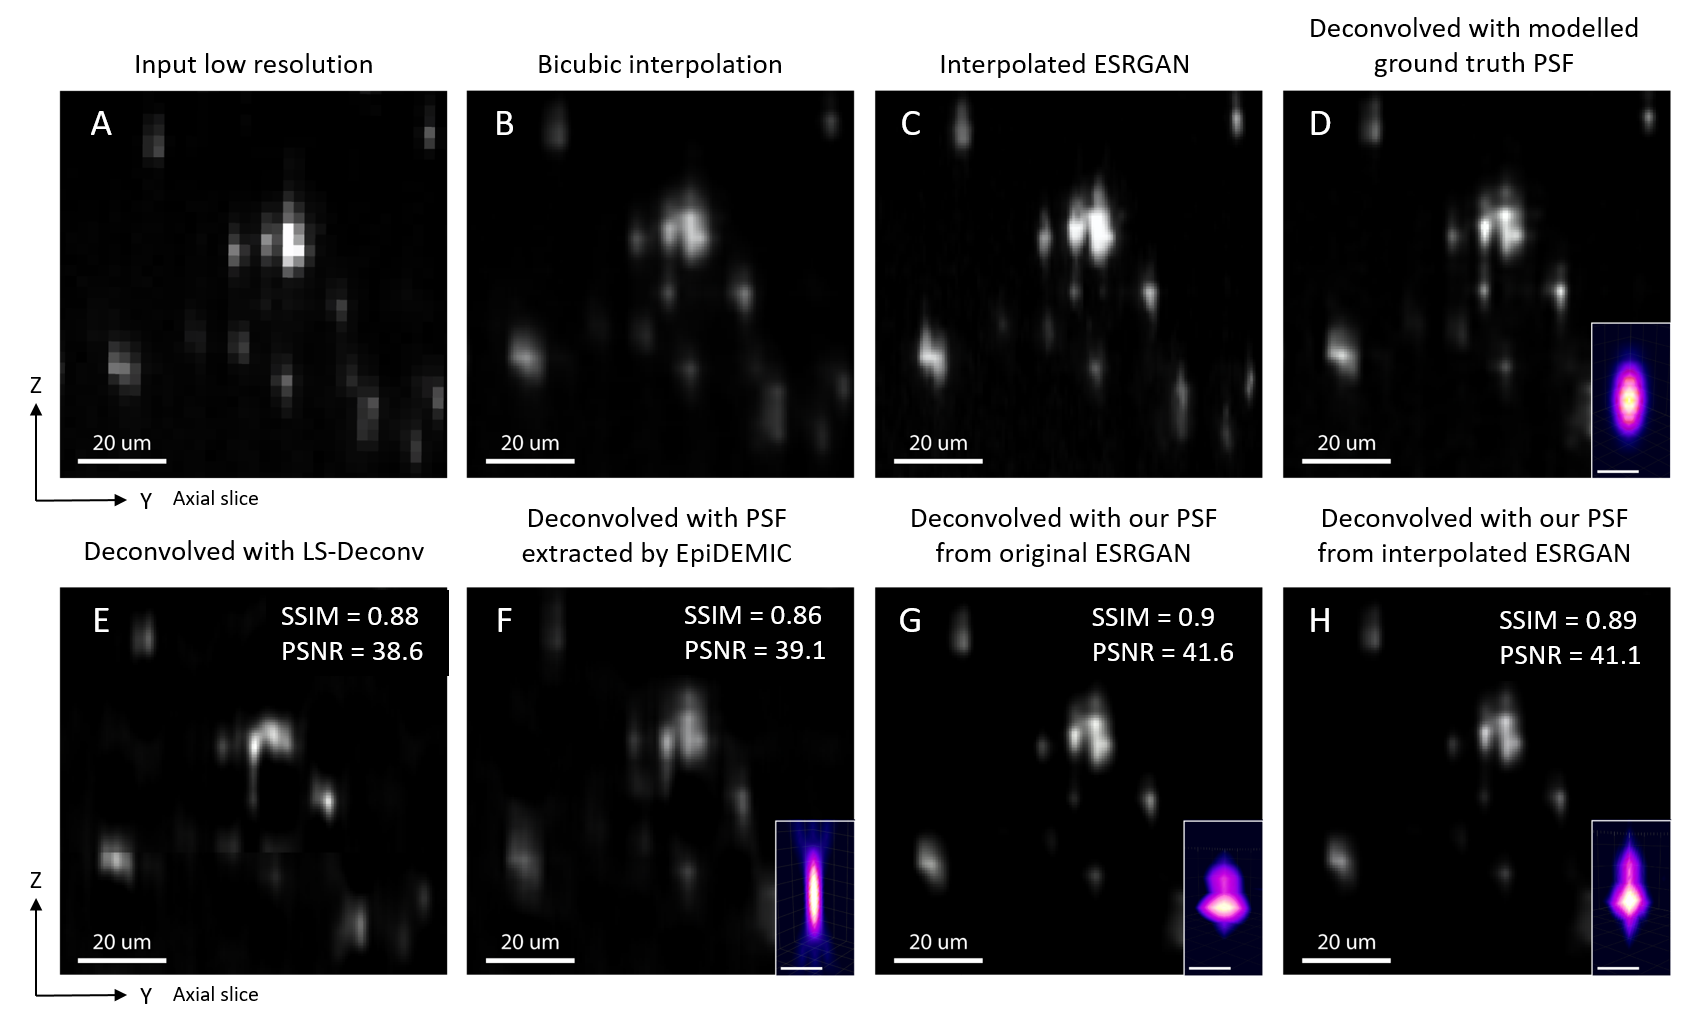 Input low resolution
Bicubic interpolation
Interpolated ESRGAN
Deconvolved with modelled
ground truth PSF
A
B
C
D
20 um
20 um
20 um
20 um
Z
Y
Axial slice
Deconvolved with LS-Deconv
Deconvolved with PSF
extracted by EpiDEMIC
Deconvolved with our PSF
from original ESRGAN
Deconvolved with our PSF
from interpolated ESRGAN
E
SSIM = 0.88
PSNR = 38.6
F
SSIM = 0.86
PSNR = 39.1
G
SSIM = 0.9
PSNR = 41.6
H
SSIM = 0.89
PSNR = 41.1
20 um
20 um
20 um
20 um
Z
Y
Axial slice